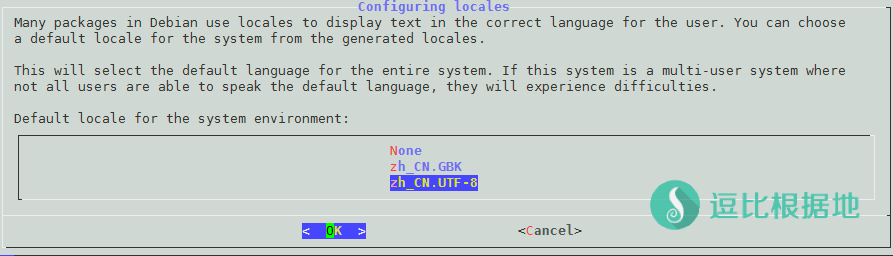 Configuring locales
Many packages in Debian use locales to display text in the correct language for the user. You can choose
a default locale for the system from the generated locales.
This will select the default language for the entire system. If this system is a multi-user system where
not all users are able to speak the default language, they will experience difficulties.
Default locale for the system environment:
None
zh_CN.GBK
zh_CN.UTF-8
逗比根据地
<  OK  > <Cancel>